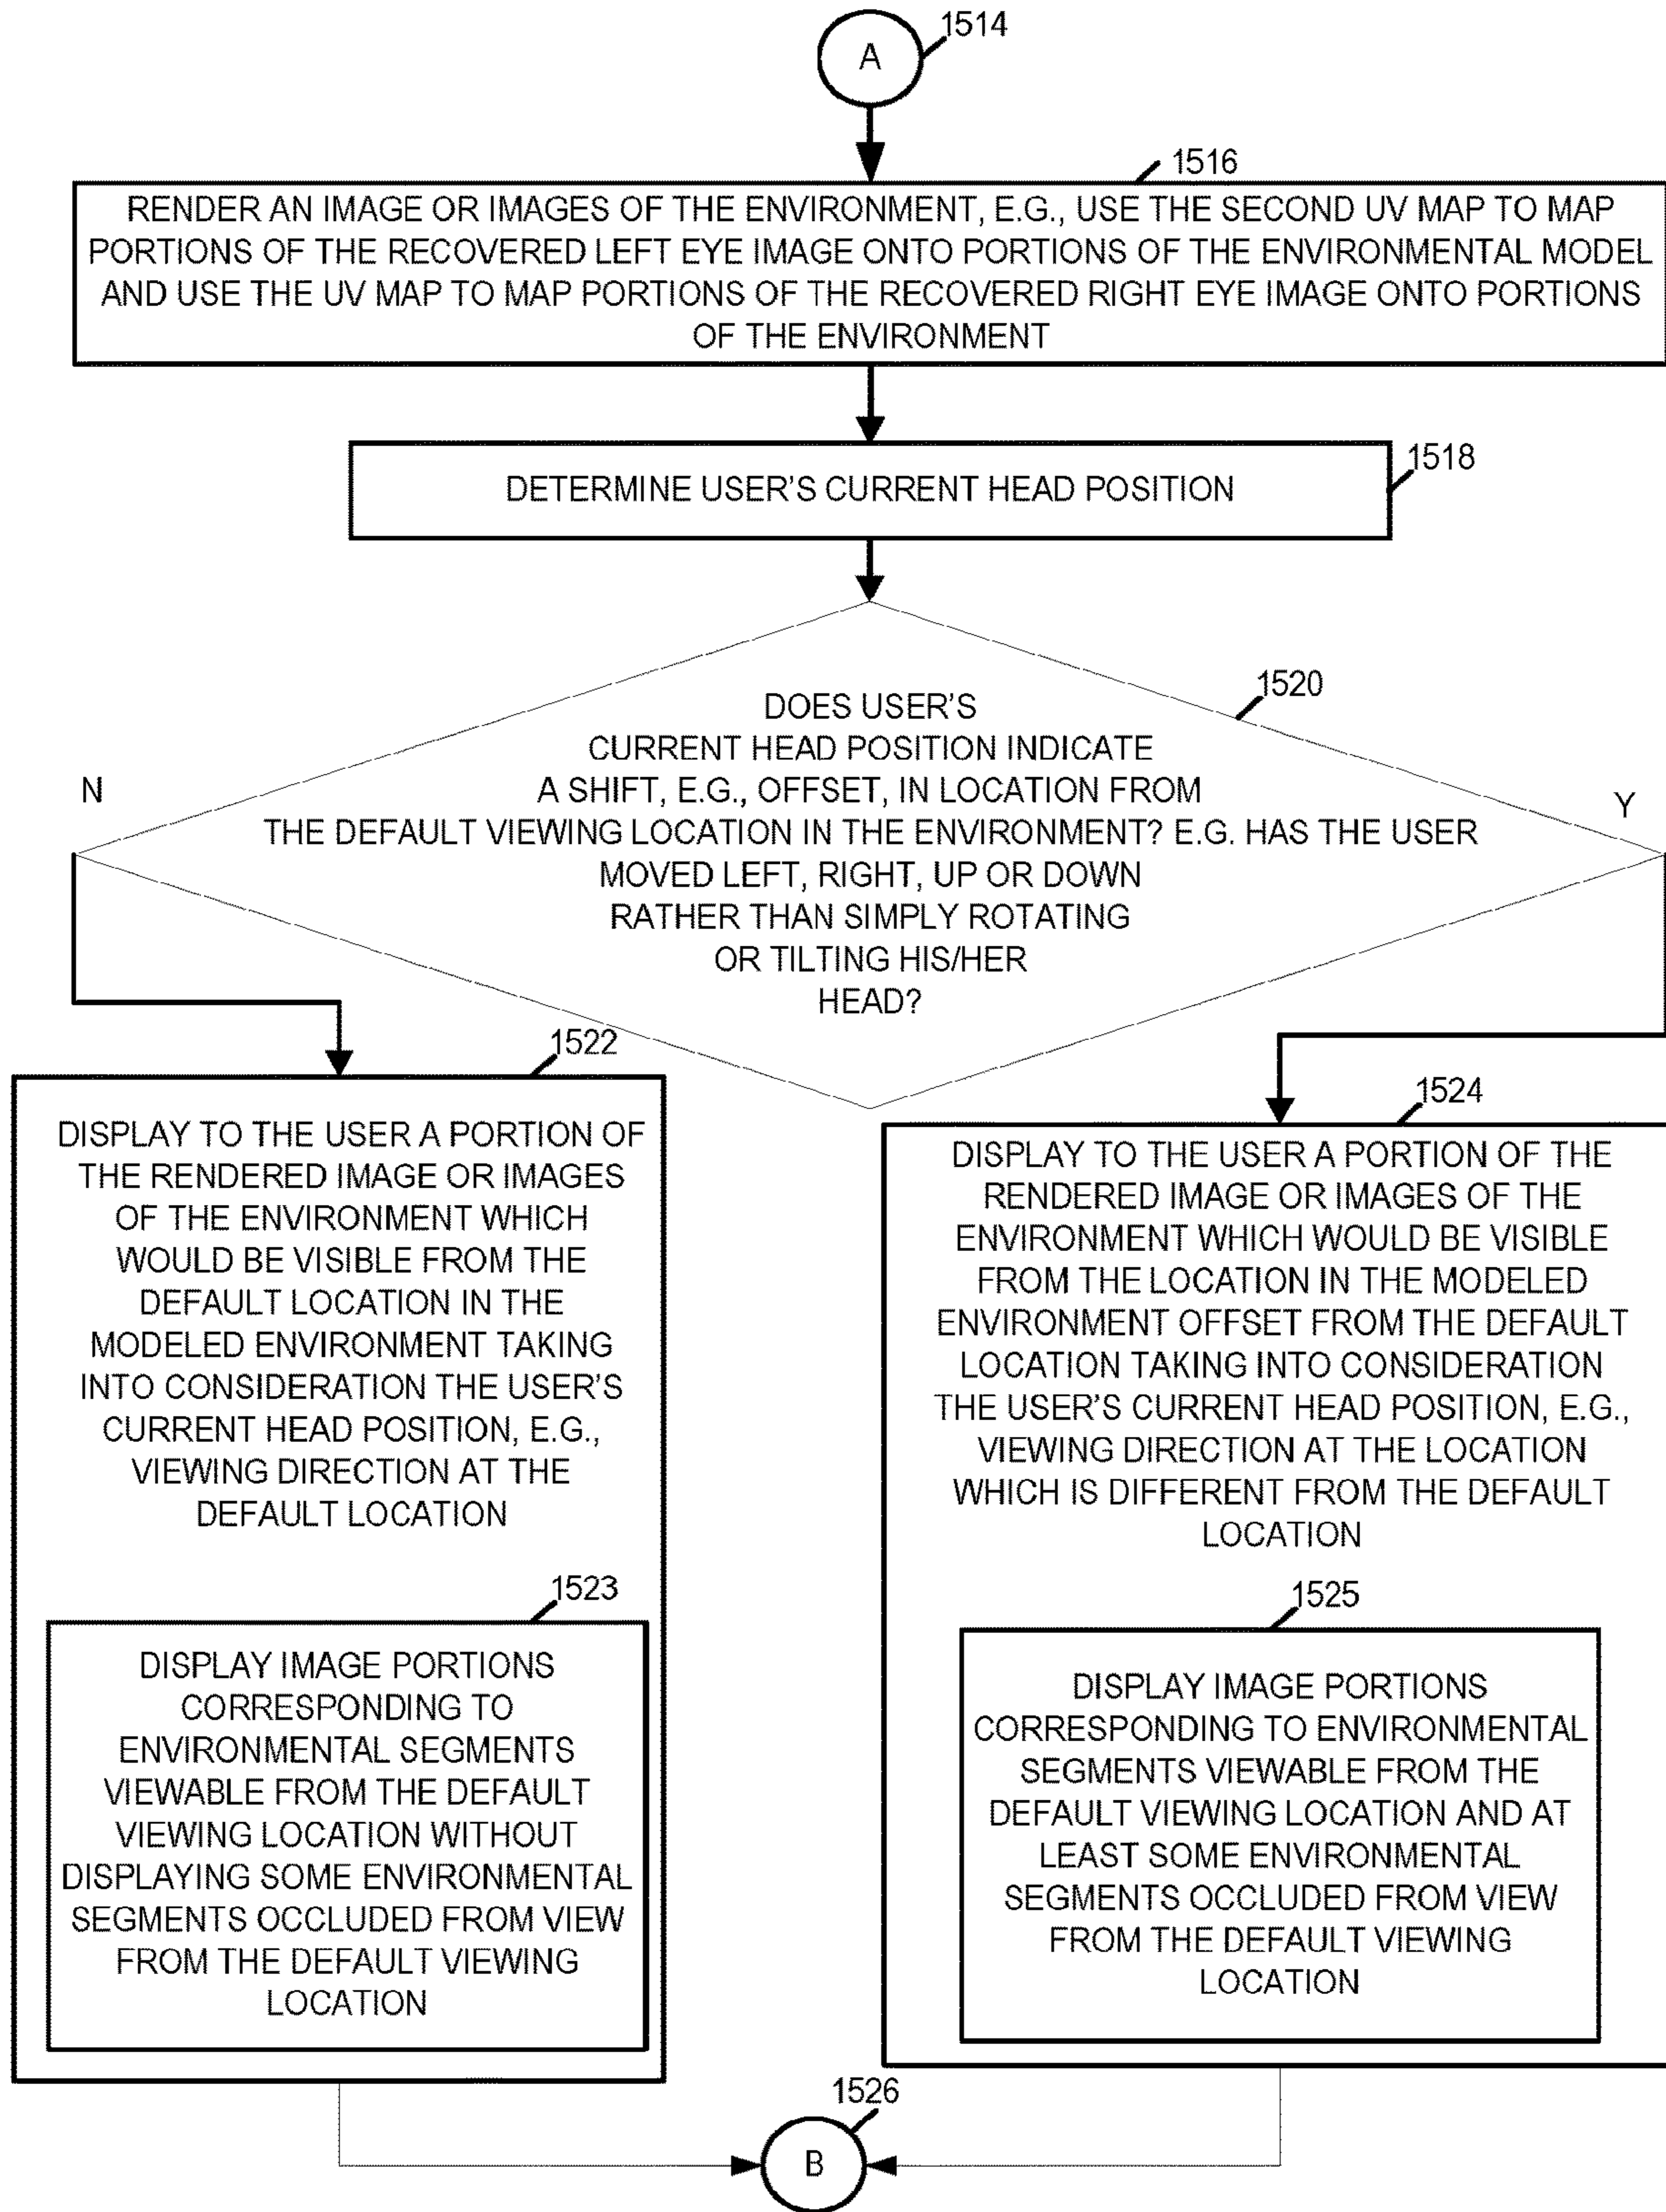 A
1514
1516
RENDER AN IMAGE OR IMAGES OF THE ENVIRONMENT, E.G., USE THE SECOND UV MAP TO MAP
PORTIONS OF THE RECOVERED LEFT EYE IMAGE ONTO PORTIONS OF THE ENVIRONMENTAL MODEL
AND USE THE UV MAP TO MAP PORTIONS OF THE RECOVERED RIGHT EYE IMAGE ONTO PORTIONS
OF THE ENVIRONMENT
1518
DETERMINE USER'S CURRENT HEAD POSITION
1520
DOES USER'S
CURRENT HEAD POSITION INDICATE
A SHIFT, E.G., OFFSET, IN LOCATION FROM
THE DEFAULT VIEWING LOCATION IN THE ENVIRONMENT? E.G. HAS THE USER
MOVED LEFT, RIGHT, UP OR DOWN
RATHER THAN SIMPLY ROTATING
OR TILTING HIS/HER
HEAD?
N
Y
1522
DISPLAY TO THE USER A PORTION OF
THE RENDERED IMAGE OR IMAGES
OF THE ENVIRONMENT WHICH
WOULD BE VISIBLE FROM THE
DEFAULT LOCATION IN THE
MODELED ENVIRONMENT TAKING
INTO CONSIDERATION THE USER'S
CURRENT HEAD POSITION, E.G.,
VIEWING DIRECTION AT THE
DEFAULT LOCATION
1523
DISPLAY IMAGE PORTIONS
CORRESPONDING TO
ENVIRONMENTAL SEGMENTS
VIEWABLE FROM THE DEFAULT
VIEWING LOCATION WITHOUT
DISPLAYING SOME ENVIRONMENTAL
SEGMENTS OCCLUDED FROM VIEW
FROM THE DEFAULT VIEWING
LOCATION
1524
DISPLAY TO THE USER A PORTION OF THE
RENDERED IMAGE OR IMAGES OF THE
ENVIRONMENT WHICH WOULD BE VISIBLE
FROM THE LOCATION IN THE MODELED
ENVIRONMENT OFFSET FROM THE DEFAULT
LOCATION TAKING INTO CONSIDERATION
THE USER'S CURRENT HEAD POSITION, E.G.,
VIEWING DIRECTION AT THE LOCATION
WHICH IS DIFFERENT FROM THE DEFAULT
LOCATION
1525
DISPLAY IMAGE PORTIONS
CORRESPONDING TO ENVIRONMENTAL
SEGMENTS VIEWABLE FROM THE
DEFAULT VIEWING LOCATION AND AT
LEAST SOME ENVIRONMENTAL
SEGMENTS OCCLUDED FROM VIEW
FROM THE DEFAULT VIEWING
LOCATION
1526
B